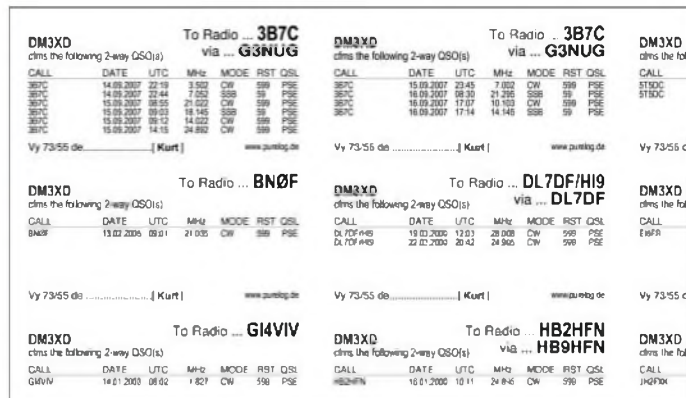 DM3XD To Radio ... 3B7C
cfms the following 2-way QSO(s) via ... G3NUG
CALL DATE UTC MHz MODE RST QSL
3B7C 14.09.2007 22:19 3.502 CW 599 PSE
3B7C 14.09.2007 22:44 7.052 SSB 59 PSE
3B7C 15.09.2007 08:55 21.022 CW 599 PSE
3B7C 15.09.2007 09:03 18.145 SSB 59 PSE
3B7C 15.09.2007 09:12 14.022 CW 599 PSE
3B7C 15.09.2007 14:15 24.892 CW 599 PSE
Vy 73/55 de [ Kurt ] www.purelog.de
DM3XD To Radio ... 3B7C
cfms the following 2-way QSO(s) via ... G3NUG
CALL DATE UTC MHz MODE RST QSL
3B7C 15.09.2007 23:45 7.002 CW 599 PSE
3B7C 16.09.2007 08:30 21.295 SSB 59 PSE
3B7C 16.09.2007 17:07 10.103 CW 599 PSE
3B7C 16.09.2007 17:14 14.145 SSB 59 PSE
Vy 73/55 de [ Kurt ] www.purelog.de
DM3XD
cfms the fol
CALL
5T5DC
5T5DC
Vy 73/55 d
DM3XD To Radio ... BNØF
cfms the following 2-way QSO(s)
CALL DATE UTC MHz MODE RST QSL
BNØF 13.02.2006 09:01 21.035 CW 599 PSE
Vy 73/55 de [ Kurt ] www.purelog.de
DM3XD To Radio ... DL7DF/HI9
cfms the following 2-way QSO(s) via ... DL7DF
CALL DATE UTC MHz MODE RST QSL
DL7DF/HI9 19.03.2000 12:03 28.008 CW 599 PSE
DL7DF/HI9 22.03.2000 20:42 24.905 CW 599 PSE
Vy 73/55 de [ Kurt ] www.purelog.de
DM3XD
cfms the fol
CALL
Vy 73/55 d
DM3XD To Radio ... GI4VIV
cfms the following 2-way QSO(s)
CALL DATE UTC MHz MODE RST QSL
GI4VIV 14.01.2003 08:02 1.827 CW 599 PSE
DM3XD To Radio ... HB2HFN
cfms the following 2-way QSO(s) via ... HB9HFN
CALL DATE UTC MHz MODE RST QSL
HB2HFN 16.01.2000 10:11 CW 599 PSE
DM3XD
cfms the fol
CALL